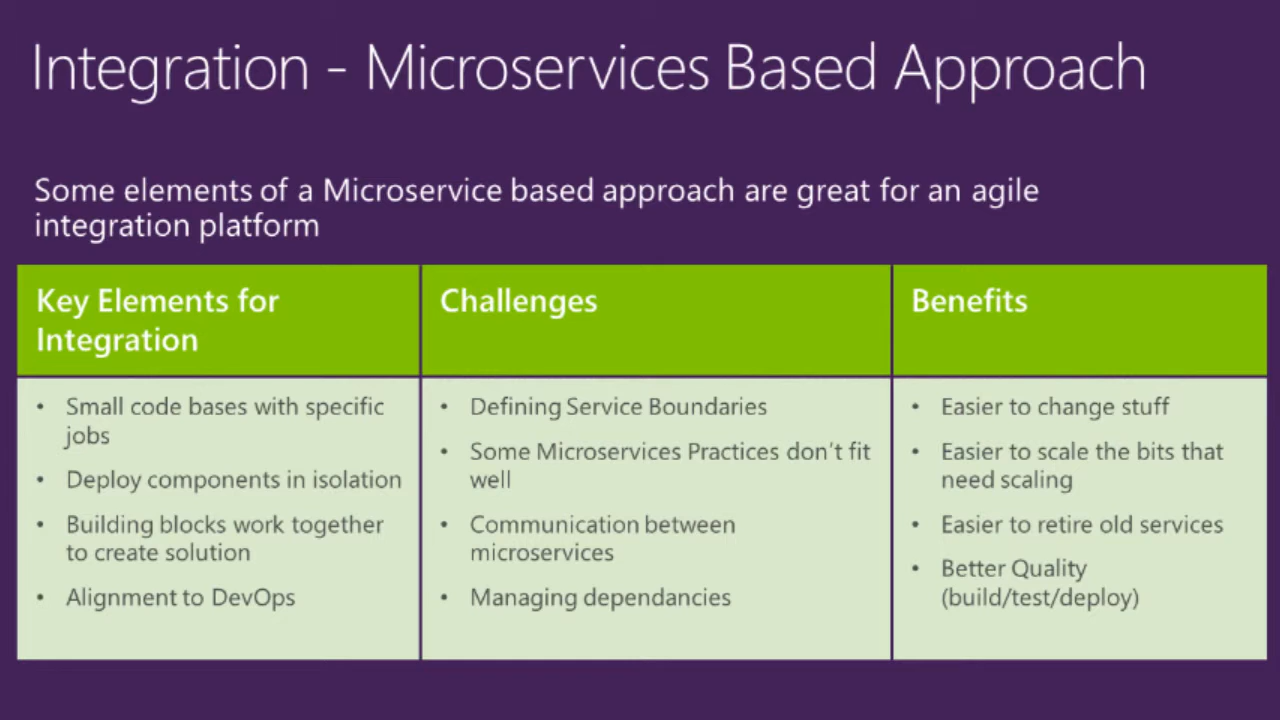 Integration - Microservices Based Approach
Some elements of a Microservice based approach are great for an agile
integration platform
Key Elements for
Integration
• Small code bases with specific
jobs
• Deploy components in isolation
• Building blocks work together
to create solution
• Alignment to DevOps
Challenges
• Defining Service Boundaries
• Some Microservices Practices don't fit
well
• Communication between
microservices
• Managing dependancies
Benefits
• Easier to change stuff
• Easier to scale the bits that
need scaling
• Easier to retire old services
• Better Quality
(build/test/deploy)